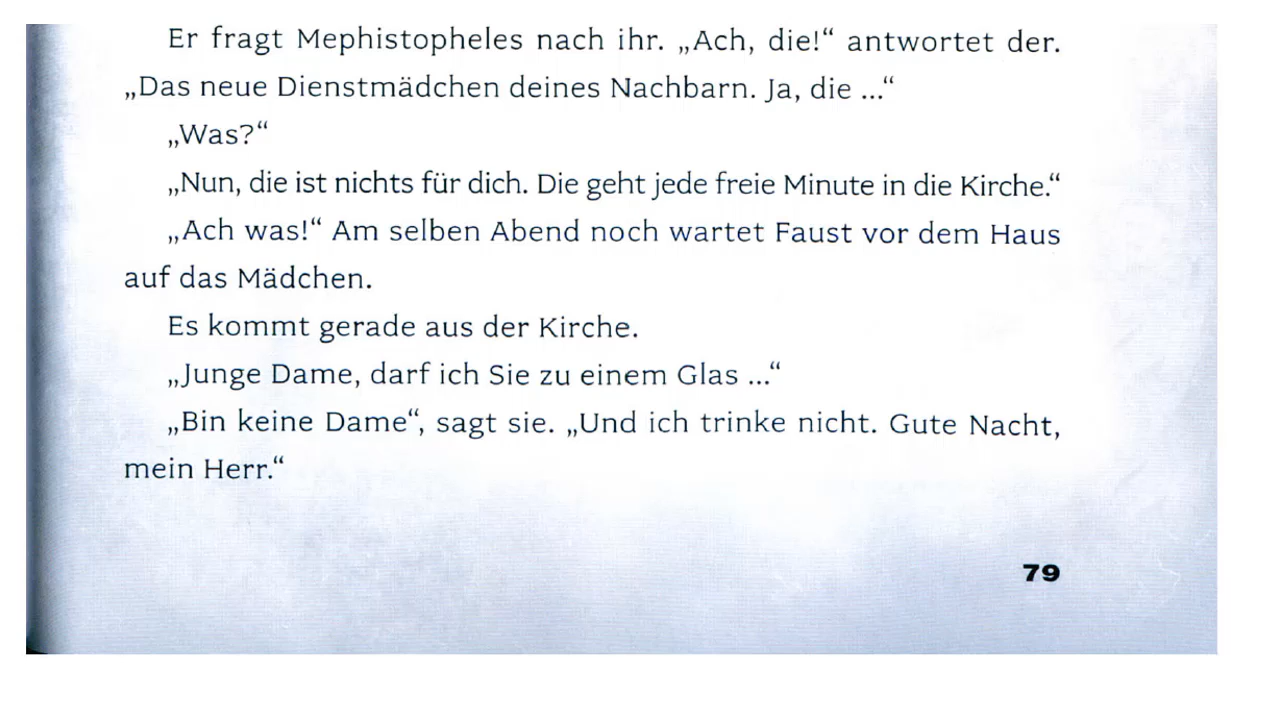 Er fragt Mephistopheles nach ihr. „Ach, die!“ antwortet der.
„Das neue Dienstmädchen deines Nachbarn. Ja, die ...“
„Was?“
„Nun, die ist nichts für dich. Die geht jede freie Minute in die Kirche.“
„Ach was!“ Am selben Abend noch wartet Faust vor dem Haus
auf das Mädchen.
Es kommt gerade aus der Kirche.
„Junge Dame, darf ich Sie zu einem Glas ...“
„Bin keine Dame“, sagt sie. „Und ich trinke nicht. Gute Nacht,
mein Herr.“
79